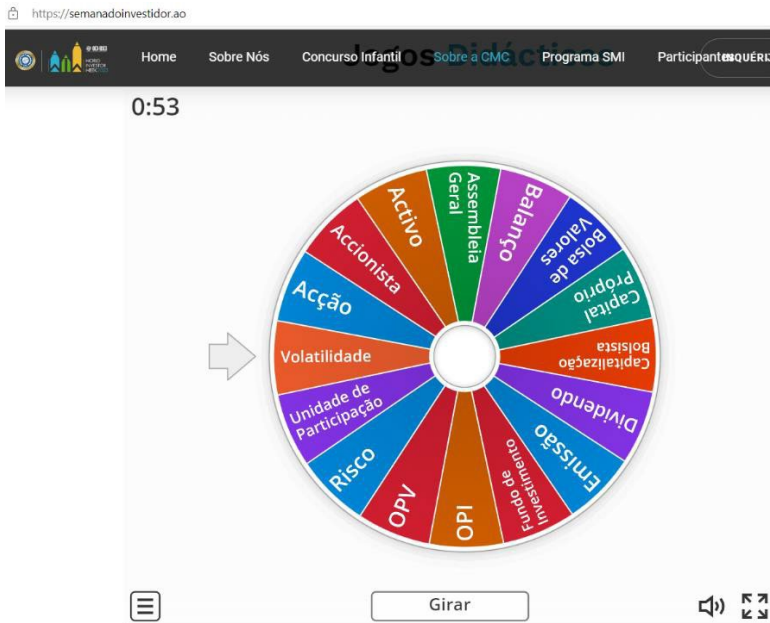 https://semanadoinvestidor.ao
Home Sobre Nós Concurso Infantil Sobre a CMC Programa SMI Participantes INQUÉRI
Jogos Didácticos
0:53
Assembleia
Geral
Balanço
Bolsa de
Valores
Capital
Próprio
Capitalização
Bolsista
Dividendo
Emissão
Fundo de
Investimento
OPI
OPV
Risco
Unidade de
Participação
Volatilidade
Acção
Accionista
Activo
Girar